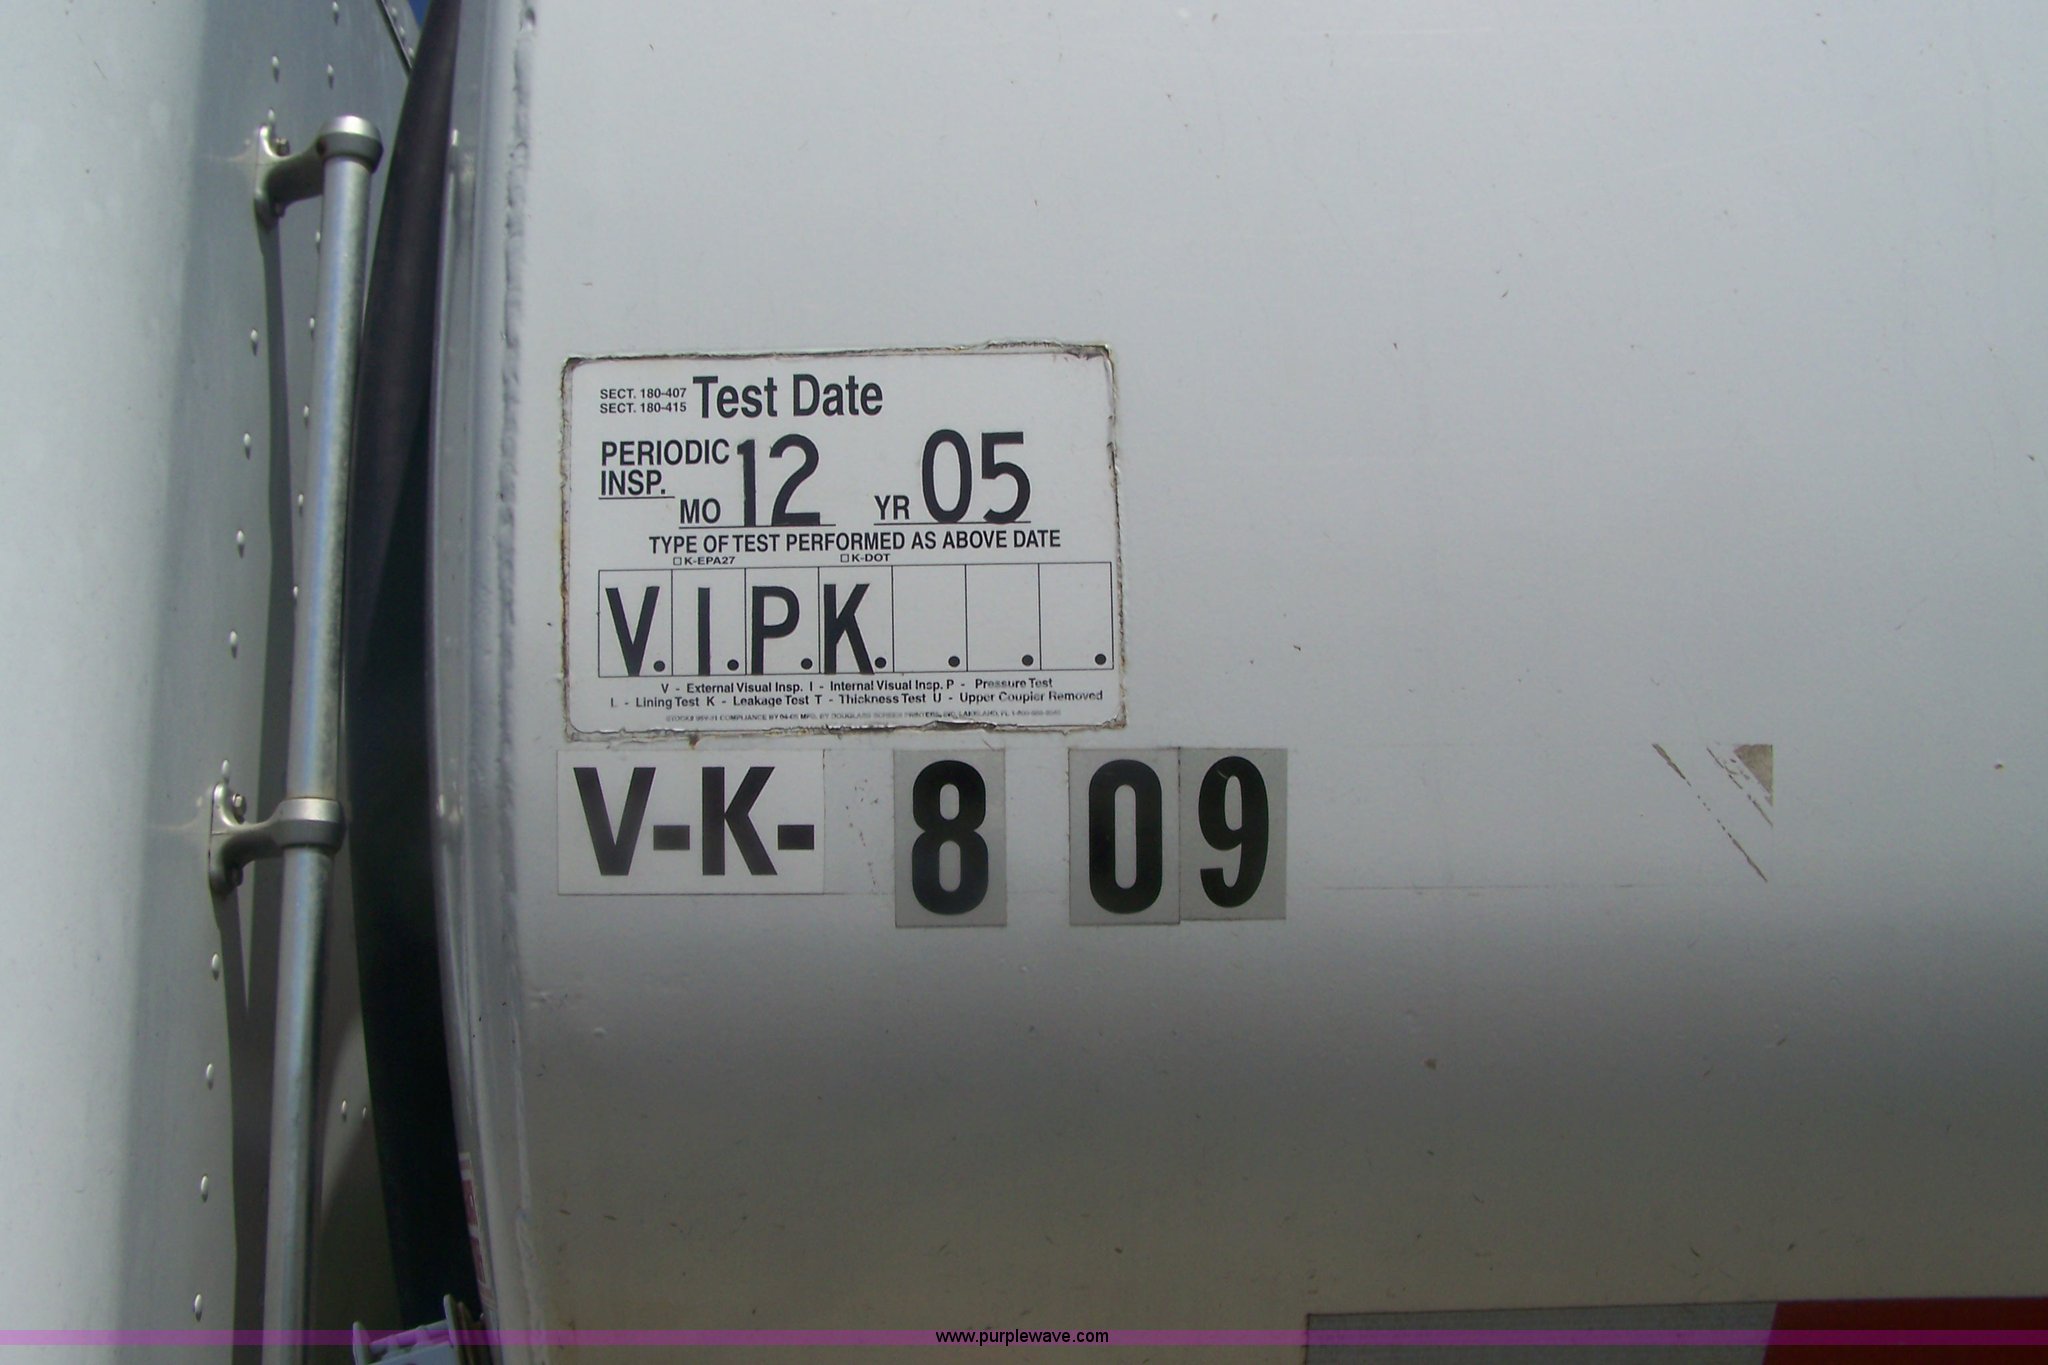 SECT. 180-407
SECT. 180-415
Test Date
PERIODIC
INSP.
MO 12 YR 05
TYPE OF TEST PERFORMED AS ABOVE DATE
☐ K-EPA27 ☐ K-DOT
V. I. P. K. . . .
V - External Visual Insp. I - Internal Visual Insp. P - Pressure Test
L - Lining Test K - Leakage Test T - Thickness Test U - Upper Coupler Removed
V-K- 8 09
www.purplewave.com